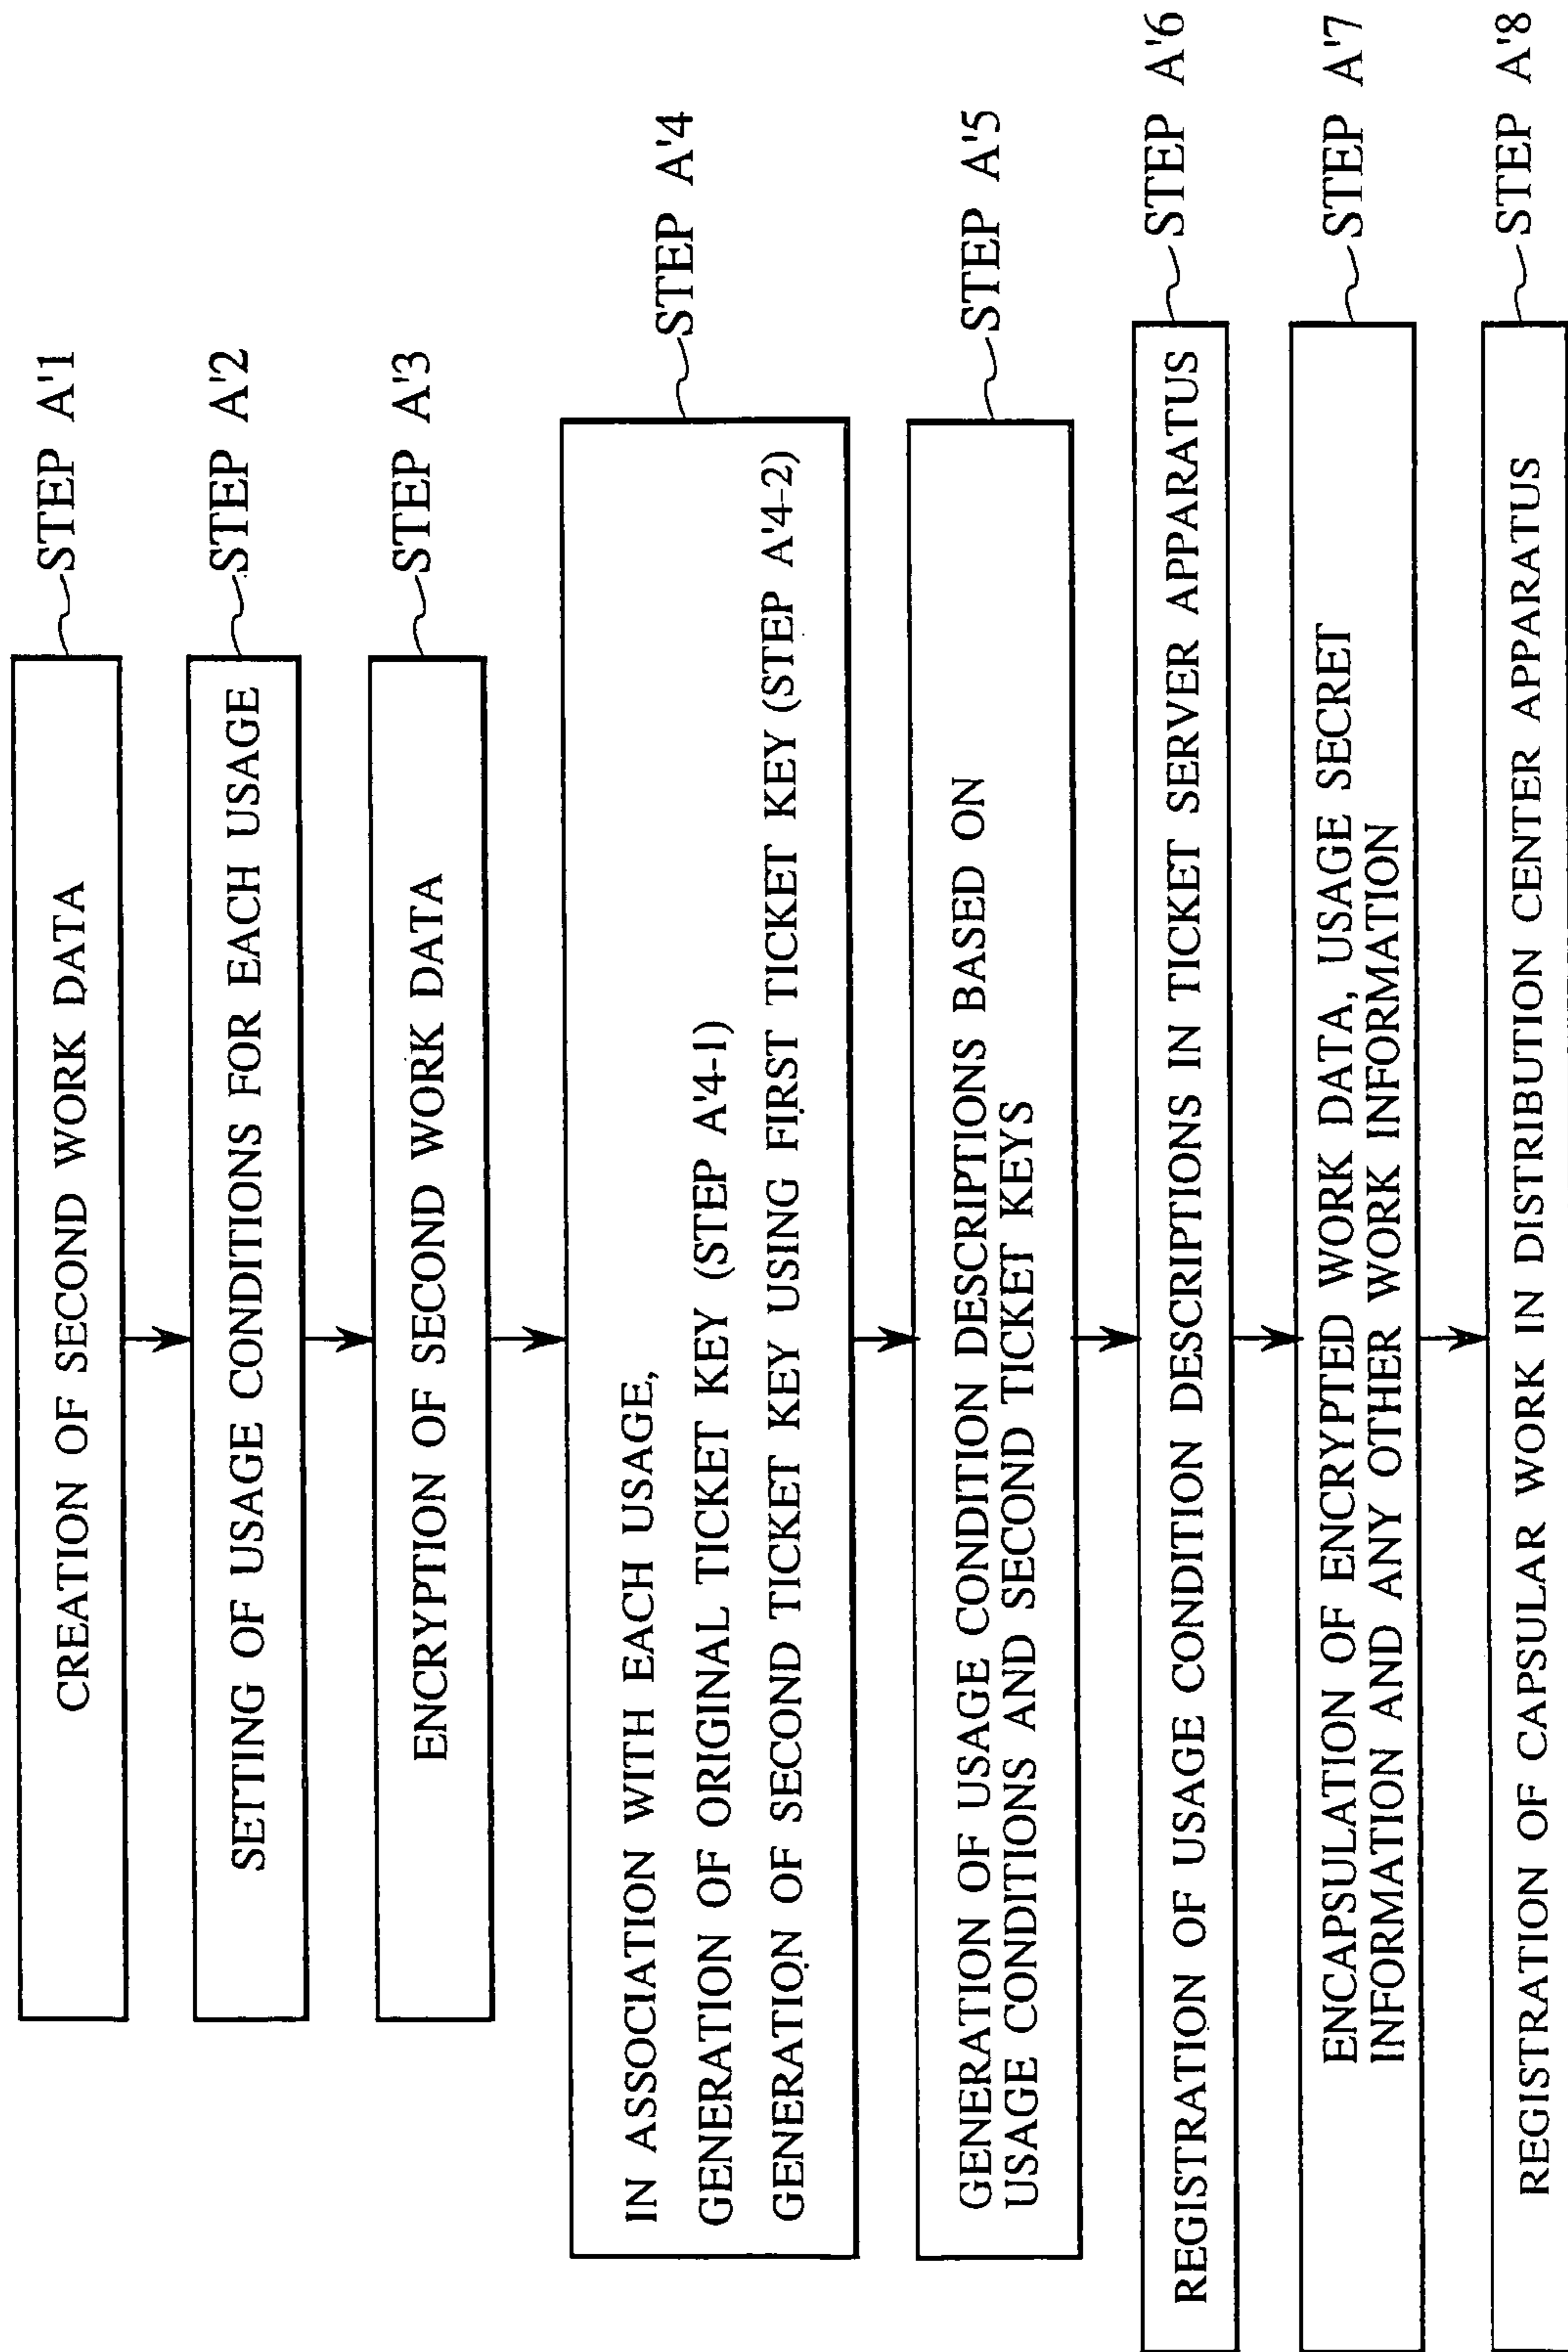 CREATION OF SECOND WORK DATA
STEP A'1
SETTING OF USAGE CONDITIONS FOR EACH USAGE
STEP A'2
ENCRYPTION OF SECOND WORK DATA
STEP A'3
IN ASSOCIATION WITH EACH USAGE,
GENERATION OF ORIGINAL TICKET KEY (STEP A'4-1)
GENERATION OF SECOND TICKET KEY USING FIRST TICKET KEY (STEP A'4-2)
STEP A'4
GENERATION OF USAGE CONDITION DESCRIPTIONS BASED ON
USAGE CONDITIONS AND SECOND TICKET KEYS
STEP A'5
REGISTRATION OF USAGE CONDITION DESCRIPTIONS IN TICKET SERVER APPARATUS
STEP A'6
ENCAPSULATION OF ENCRYPTED WORK DATA, USAGE SECRET
INFORMATION AND ANY OTHER WORK INFORMATION
STEP A'7
REGISTRATION OF CAPSULAR WORK IN DISTRIBUTION CENTER APPARATUS
STEP A'8